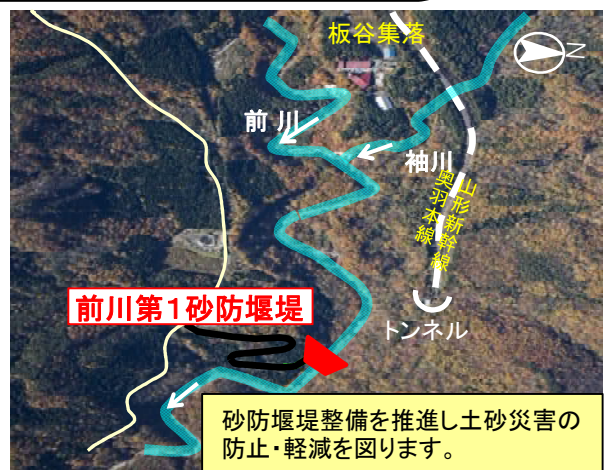 板谷集落
N
前川
袖川
山形新幹線
奥羽本線
前川第1砂防堰堤
トンネル
砂防堰堤整備を推進し土砂災害の
防止・軽減を図ります。